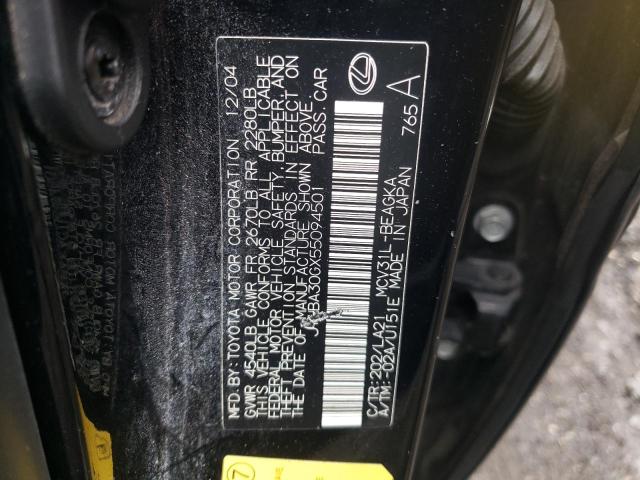 MFD. BY: TOYOTA MOTOR CORPORATION 12/04
GVWR 4540LB GAWR FR 2670LB RR 2280LB
THIS VEHICLE CONFORMS TO ALL APPLICABLE
FEDERAL MOTOR VEHICLE SAFETY, BUMPER, AND
THEFT PREVENTION STANDARDS IN EFFECT ON
THE DATE OF MANUFACTURE SHOWN ABOVE.
BA30GX55094501 PASS. CAR
C/TR: 202/LA21 MCV31L-BEAGKA
A/TM: -02A/U151E MADE IN JAPAN
765 A
7